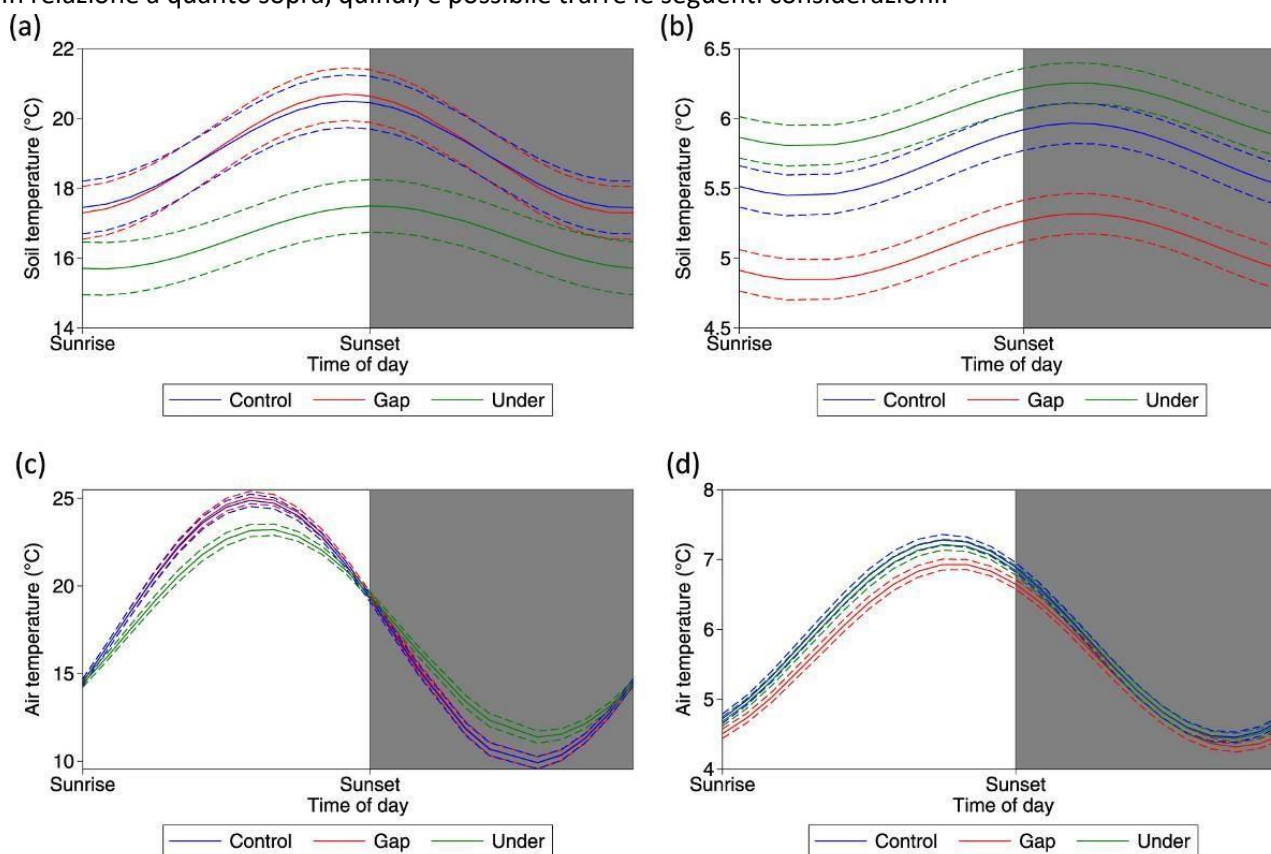 in relazione a quanto sopra, quindi, è possibile trarre le seguenti considerazioni:
(a)
22
20
18
16
14
Soil temperature (°C)
Sunrise
Sunset
Time of day
Control
Gap
Under
(b)
6.5
6
5.5
5
4.5
Soil temperature (°C)
Sunrise
Sunset
Time of day
Control
Gap
Under
(c)
25
20
15
10
Air temperature (°C)
Sunrise
Sunset
Time of day
Control
Gap
Under
(d)
8
7
6
5
4
Air temperature (°C)
Sunrise
Sunset
Time of day
Control
Gap
Under